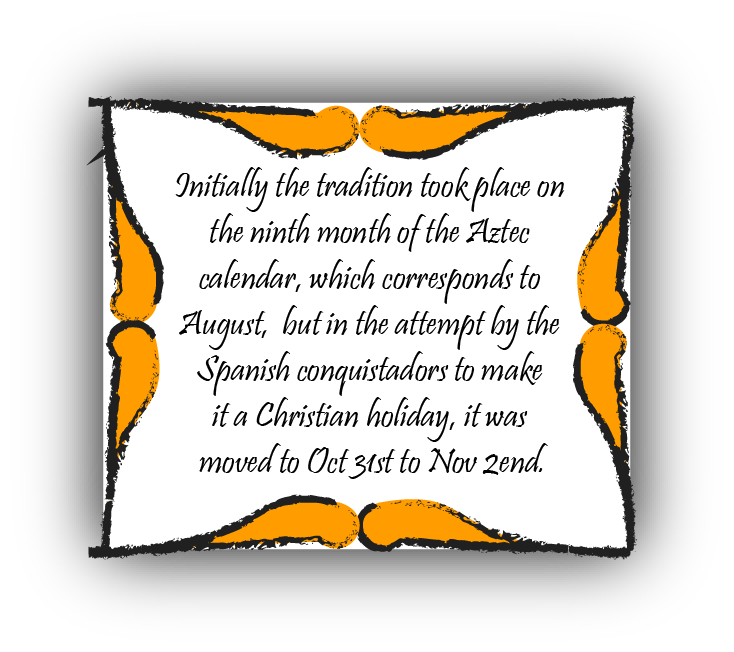 Initially the tradition took place on
the ninth month of the Aztec
calendar, which corresponds to
August,  but in the attempt by the
Spanish conquistadors to make
it a Christian holiday, it was
moved to Oct 31st to Nov 2end.